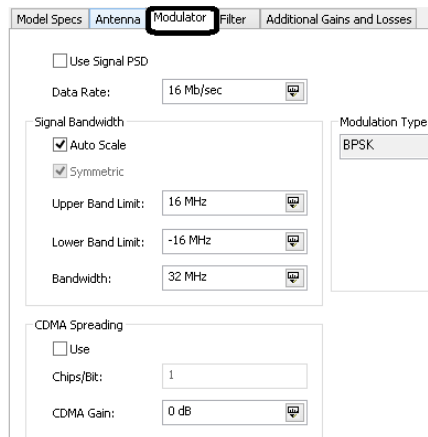 Model Specs Antenna Modulator Filter Additional Gains and Losses
Use Signal PSD
Data Rate: 16 Mb/sec
Signal Bandwidth
Auto Scale
Symmetric
Upper Band Limit: 16 MHz
Lower Band Limit: -16 MHz
Bandwidth: 32 MHz
Modulation Type
BPSK
CDMA Spreading
Use
Chips/Bit: 1
CDMA Gain: 0 dB